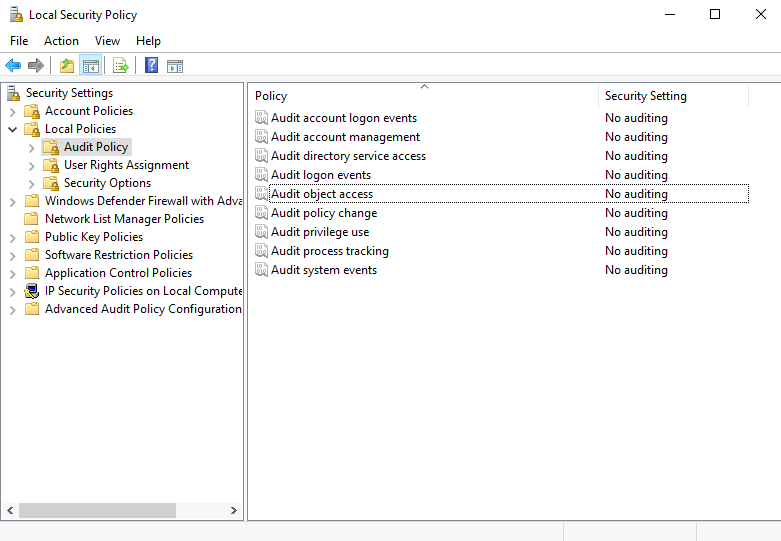 Local Security Policy
File Action View Help
Security Settings
Account Policies
Local Policies
Audit Policy
User Rights Assignment
Security Options
Windows Defender Firewall with Adva
Network List Manager Policies
Public Key Policies
Software Restriction Policies
Application Control Policies
IP Security Policies on Local Compute
Advanced Audit Policy Configuration
Policy Security Setting
Audit account logon events No auditing
Audit account management No auditing
Audit directory service access No auditing
Audit logon events No auditing
Audit object access No auditing
Audit policy change No auditing
Audit privilege use No auditing
Audit process tracking No auditing
Audit system events No auditing